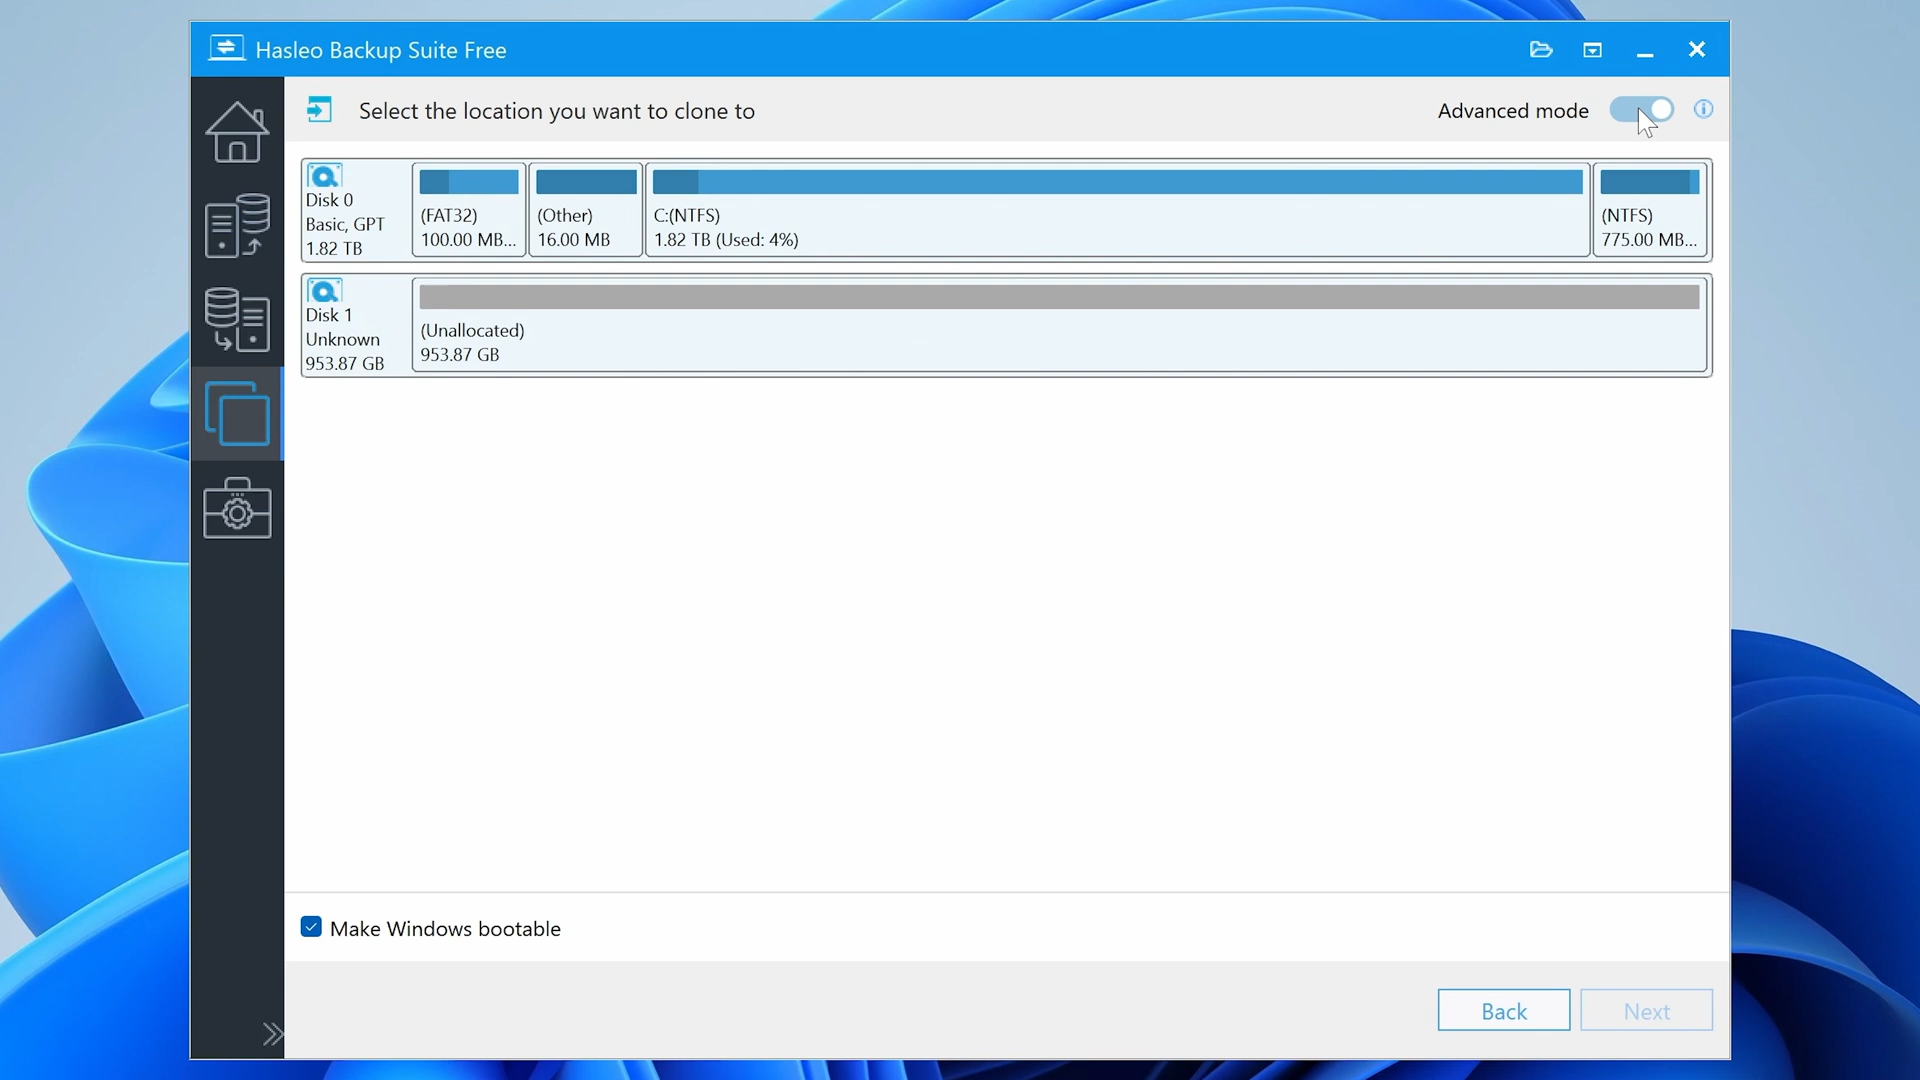 Hasleo Backup Suite Free
Select the location you want to clone to
Advanced mode
Disk 0
Basic, GPT
1.82 TB
(FAT32)
100.00 MB...
(Other)
16.00 MB
C:(NTFS)
1.82 TB (Used: 4%)
(NTFS)
775.00 MB...
Disk 1
Unknown
953.87 GB
(Unallocated)
953.87 GB
Make Windows bootable
Back
Next